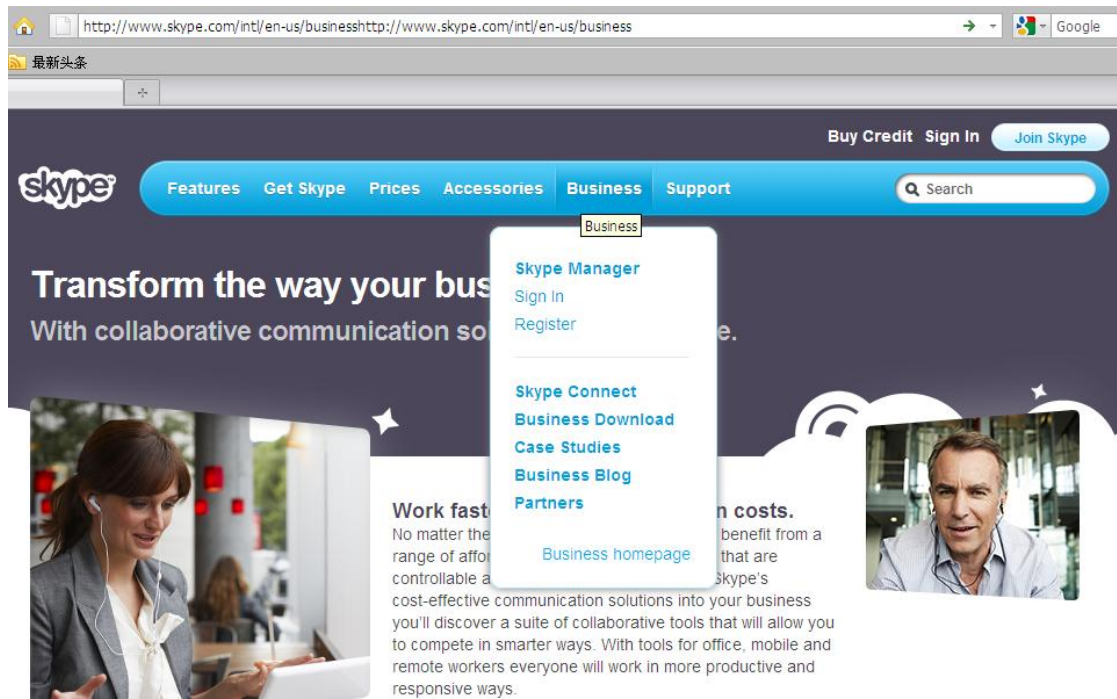 http://www.skype.com/intl/en-us/businesshttp://www.skype.com/intl/en-us/business
Google
最新头条
Buy Credit Sign In Join Skype
skype
Features Get Skype Prices Accessories Business Support
Search
Business
Transform the way your bus
With collaborative communication so e.
Skype Manager
Sign In
Register
Skype Connect
Business Download
Case Studies
Business Blog
Partners
Business homepage
Work fast n costs.
No matter the benefit from a
range of affor that are
controllable a Skype's
cost-effective communication solutions into your business
you'll discover a suite of collaborative tools that will allow you
to compete in smarter ways. With tools for office, mobile and
remote workers everyone will work in more productive and
responsive ways.